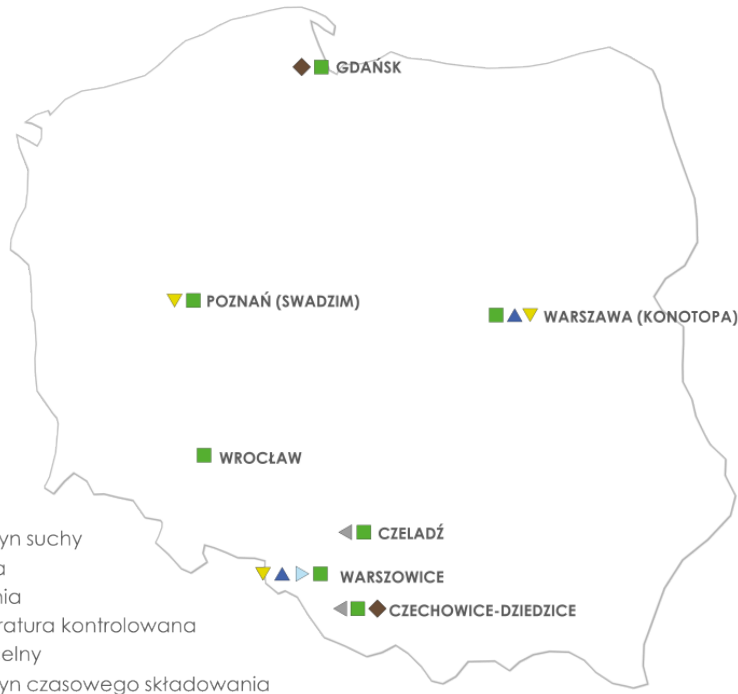 GDAŃSK
POZNAŃ (SWADZIM)
WARSZAWA (KONOTOPA)
WROCŁAW
CZELADŹ
WARSZOWICE
CZECHOWICE-DZIEDZICE
suchy
kontrolowana
czasowego składowania